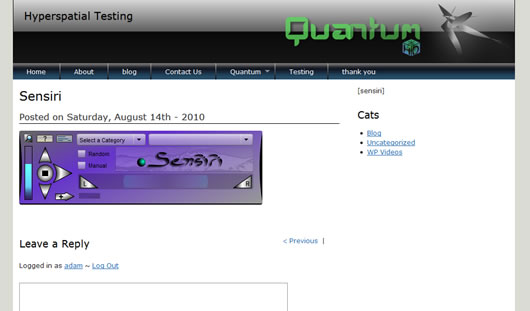 Hyperspatial Testing
Quantum
Home About blog Contact Us Quantum Testing thank you
Sensiri
Posted on Saturday, August 14th - 2010
?
Select a Category
Random
Manual
Sensiri
L R
[sensiri]
Cats
Blog
Uncategorized
WP Videos
< Previous |
Leave a Reply
Logged in as adam ~ Log Out